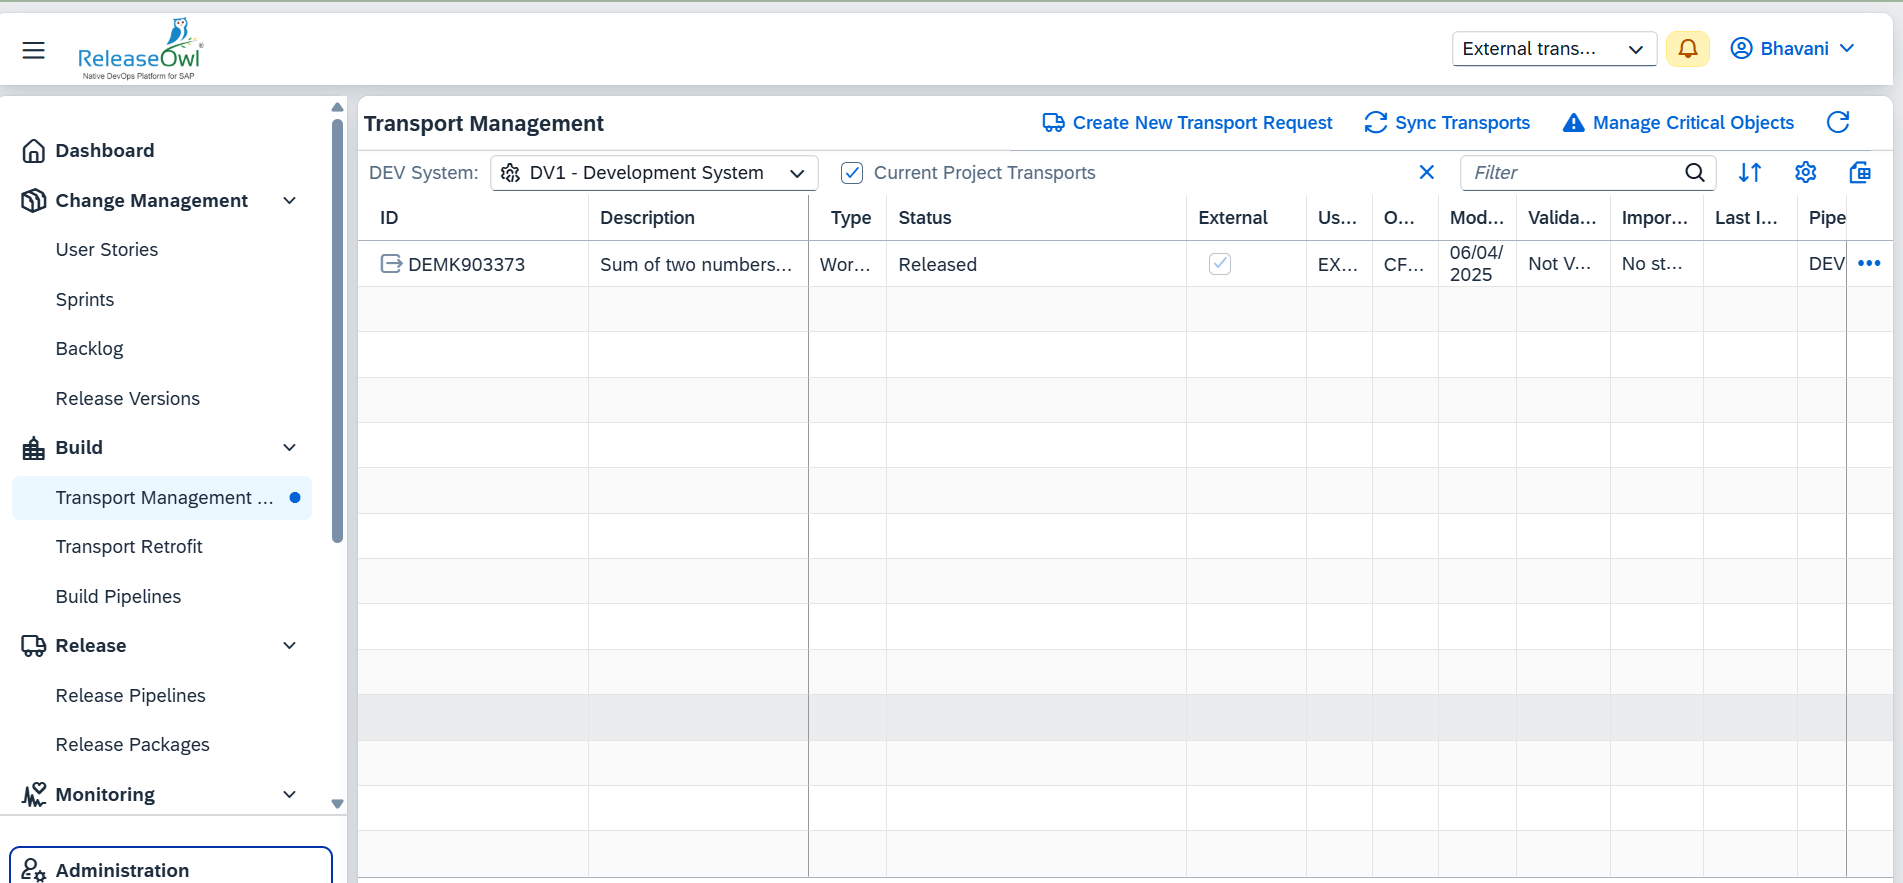 ReleaseOwl®
Native DevOps Platform for SAP
External trans...
Bhavani
Dashboard
Change Management
User Stories
Sprints
Backlog
Release Versions
Build
Transport Management ...
Transport Retrofit
Build Pipelines
Release
Release Pipelines
Release Packages
Monitoring
Administration
Transport Management
Create New Transport Request
Sync Transports
Manage Critical Objects
DEV System:
DV1 - Development System
Current Project Transports
Filter
ID Description Type Status External Us... O... Mod... Valida... Impor... Last I... Pipe
DEMK903373 Sum of two numbers... Wor... Released EX... CF... 06/04/ Not V... No st... DEV
2025